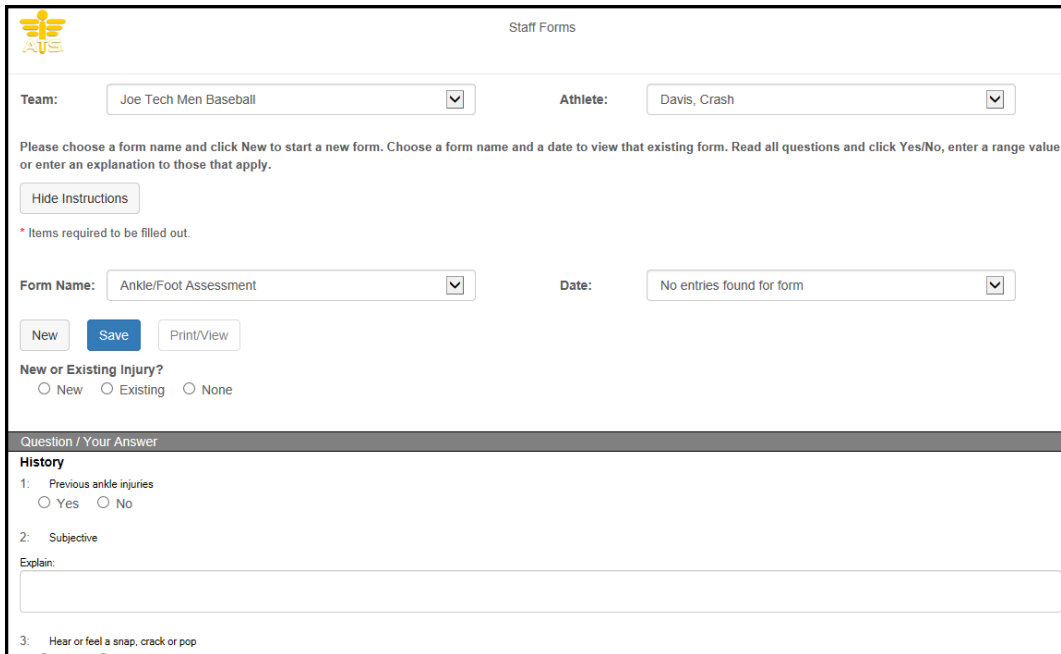 ATS
Staff Forms
Team: Joe Tech Men Baseball Athlete: Davis, Crash
Please choose a form name and click New to start a new form. Choose a form name and a date to view that existing form. Read all questions and click Yes/No, enter a range value
or enter an explanation to those that apply.
Hide Instructions
* Items required to be filled out.
Form Name: Ankle/Foot Assessment Date: No entries found for form
New Save Print/View
New or Existing Injury?
New Existing None
Question / Your Answer
History
1: Previous ankle injuries
Yes No
2: Subjective
Explain:
3: Hear or feel a snap, crack or pop